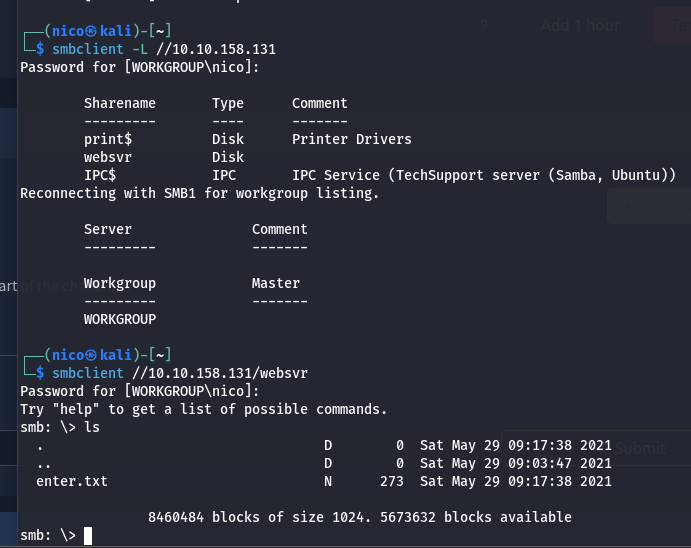 ? Add 1 hour
┌──(nico㉿kali)-[~]
└─$ smbclient -L //10.10.158.131
Password for [WORKGROUP\nico]:
Sharename Type Comment
--------- ---- -------
print$ Disk Printer Drivers
websvr Disk
IPC$ IPC IPC Service (TechSupport server (Samba, Ubuntu))
Reconnecting with SMB1 for workgroup listing.
Server Comment
--------- -------
Workgroup Master
--------- -------
WORKGROUP
┌──(nico㉿kali)-[~]
└─$ smbclient //10.10.158.131/websvr
Password for [WORKGROUP\nico]:
Try "help" to get a list of possible commands.
smb: \> ls
. D 0 Sat May 29 09:17:38 2021
.. D 0 Sat May 29 09:03:47 2021
enter.txt N 273 Sat May 29 09:17:38 2021
Submit
8460484 blocks of size 1024. 5673632 blocks available
smb: \>